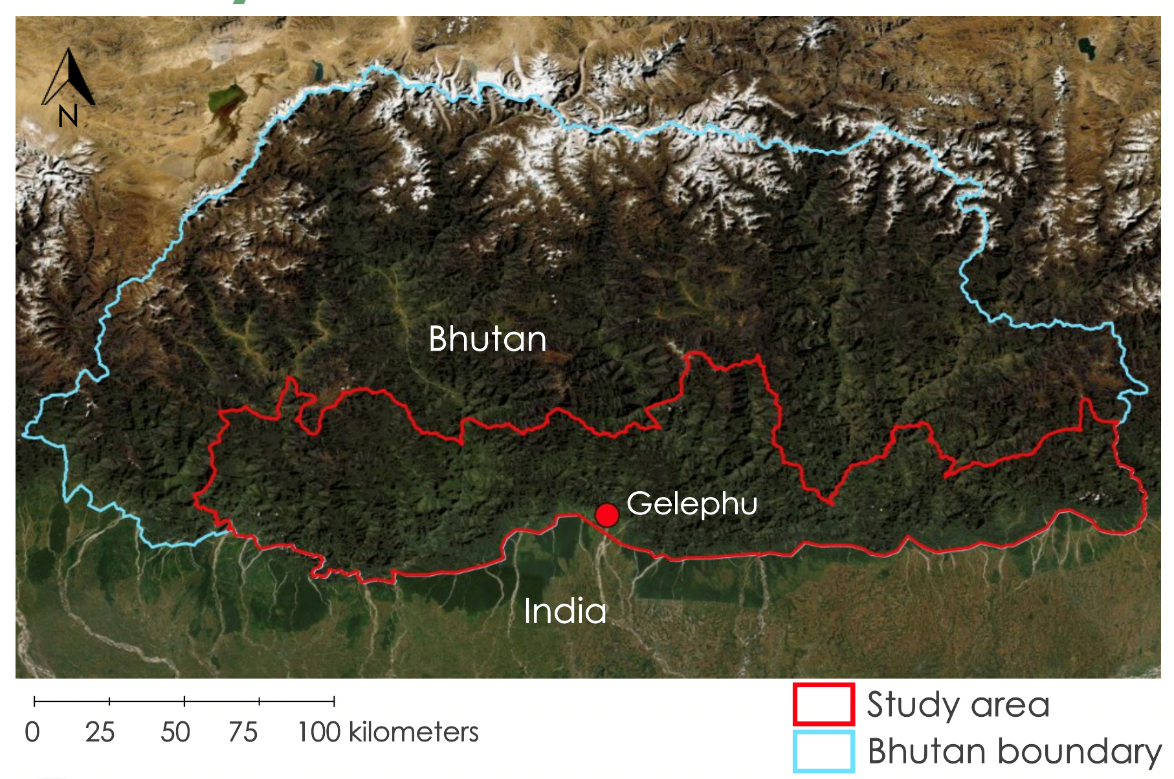 N
Bhutan
Gelephu
India
0 25 50 75 100 kilometers
Study area
Bhutan boundary